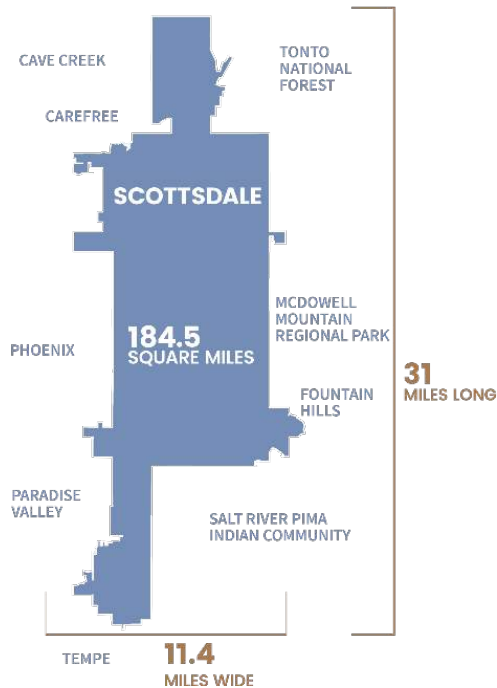 CAVE CREEK
TONTO
NATIONAL
FOREST
CAREFREE
SCOTTSDALE
MCDOWELL
MOUNTAIN
REGIONAL PARK
184.5
SQUARE MILES
PHOENIX
31
MILES LONG
FOUNTAIN
HILLS
PARADISE
VALLEY
SALT RIVER PIMA
INDIAN COMMUNITY
TEMPE
11.4
MILES WIDE